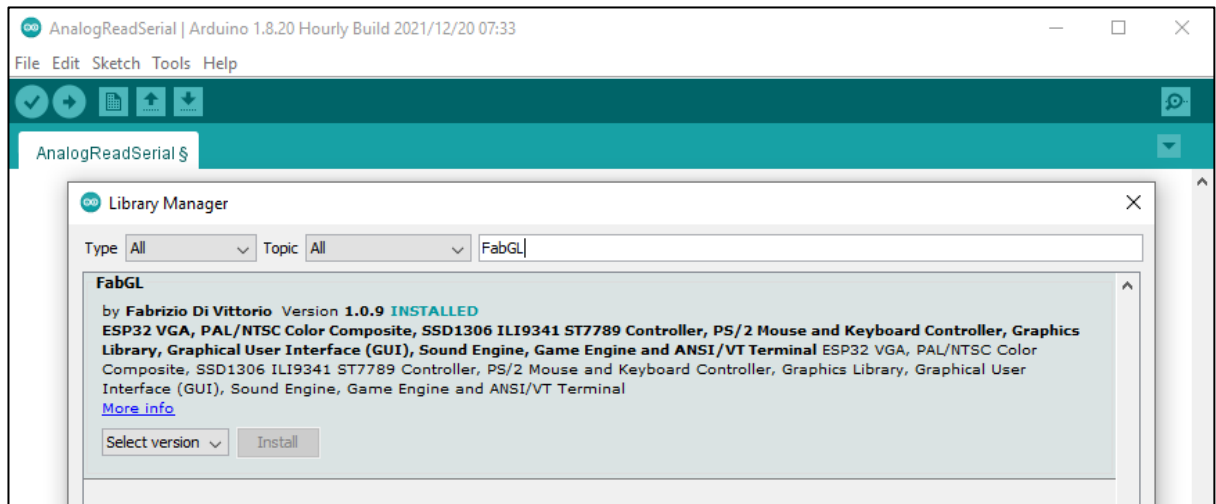 AnalogReadSerial | Arduino 1.8.20 Hourly Build 2021/12/20 07:33
File Edit Sketch Tools Help
AnalogReadSerial §
Library Manager
Type All Topic All FabGL
FabGL
by Fabrizio Di Vittorio Version 1.0.9 INSTALLED
ESP32 VGA, PAL/NTSC Color Composite, SSD1306 ILI9341 ST7789 Controller, PS/2 Mouse and Keyboard Controller, Graphics
Library, Graphical User Interface (GUI), Sound Engine, Game Engine and ANSI/VT Terminal ESP32 VGA, PAL/NTSC Color
Composite, SSD1306 ILI9341 ST7789 Controller, PS/2 Mouse and Keyboard Controller, Graphics Library, Graphical User
Interface (GUI), Sound Engine, Game Engine and ANSI/VT Terminal
More info
Select version Install